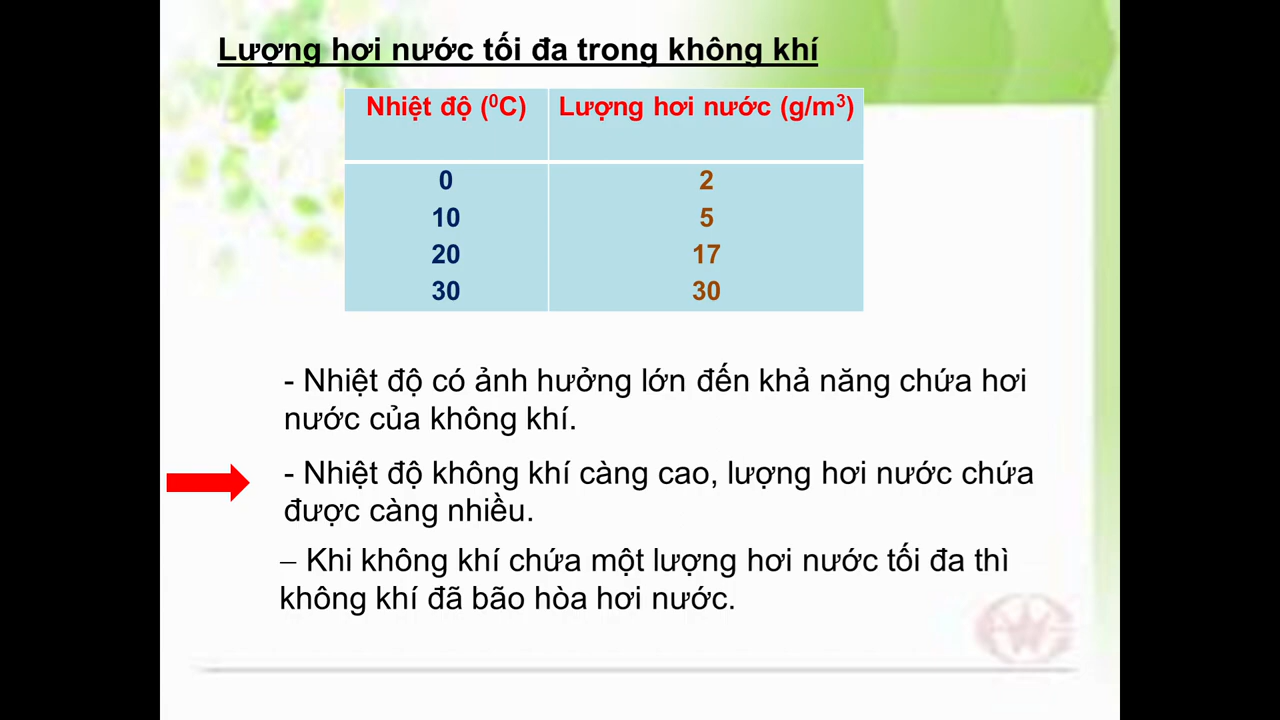 Lượng hơi nước tối đa trong không khí
Nhiệt độ (⁰C) Lượng hơi nước (g/m³)
0 2
10 5
20 17
30 30
- Nhiệt độ có ảnh hưởng lớn đến khả năng chứa hơi
nước của không khí.
- Nhiệt độ không khí càng cao, lượng hơi nước chứa
được càng nhiều.
– Khi không khí chứa một lượng hơi nước tối đa thì
không khí đã bão hòa hơi nước.